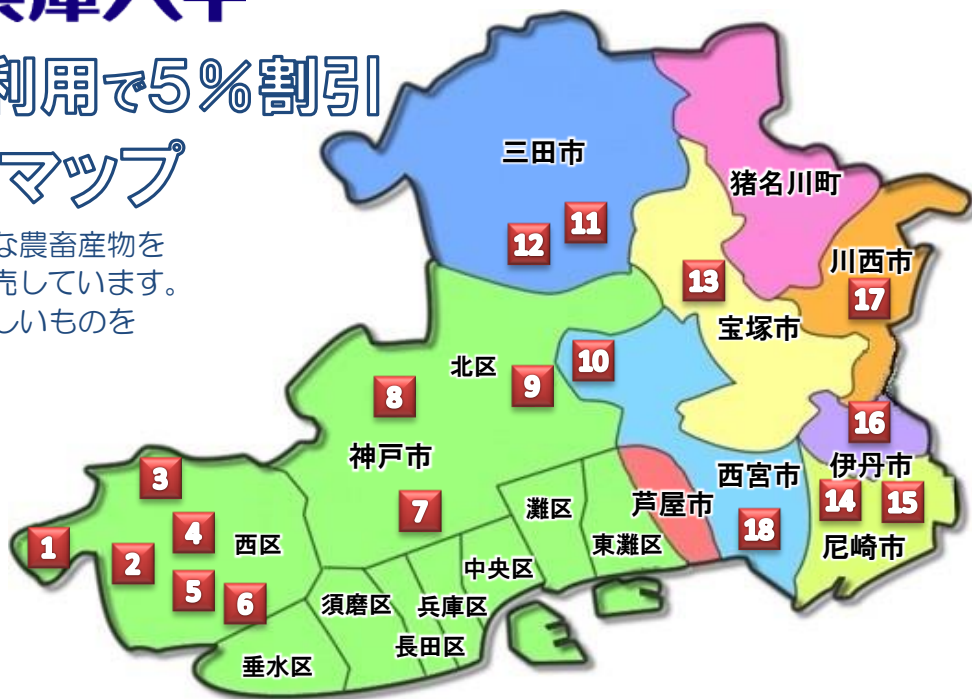 兵庫六甲
利用で5%割引
マップ
な農畜産物を
売しています。
しいものを
三田市
猪名川町
12
11
川西市
13
17
宝塚市
北区
10
9
8
16
神戸市
伊丹市
西宮市
3
芦屋市
14
15
7
灘区
18
4
西区
東灘区
尼崎市
1
2
中央区
5
6
須磨区
兵庫区
長田区
垂水区